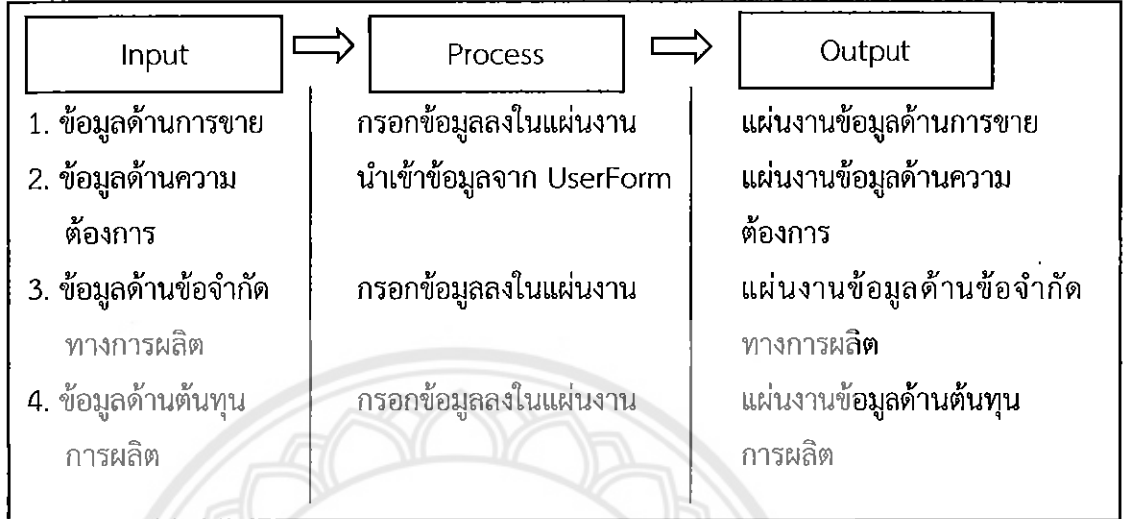 Input Process Output
1. ข้อมูลด้านการขาย กรอกข้อมูลลงในแผ่นงาน แผ่นงานข้อมูลด้านการขาย
2. ข้อมูลด้านความ นำเข้าข้อมูลจาก UserForm แผ่นงานข้อมูลด้านความ
ต้องการ ต้องการ
3. ข้อมูลด้านข้อจำกัด กรอกข้อมูลลงในแผ่นงาน แผ่นงานข้อมูลด้านข้อจำกัด
ทางการผลิต ทางการผลิต
4. ข้อมูลด้านต้นทุน กรอกข้อมูลลงในแผ่นงาน แผ่นงานข้อมูลด้านต้นทุน
การผลิต การผลิต